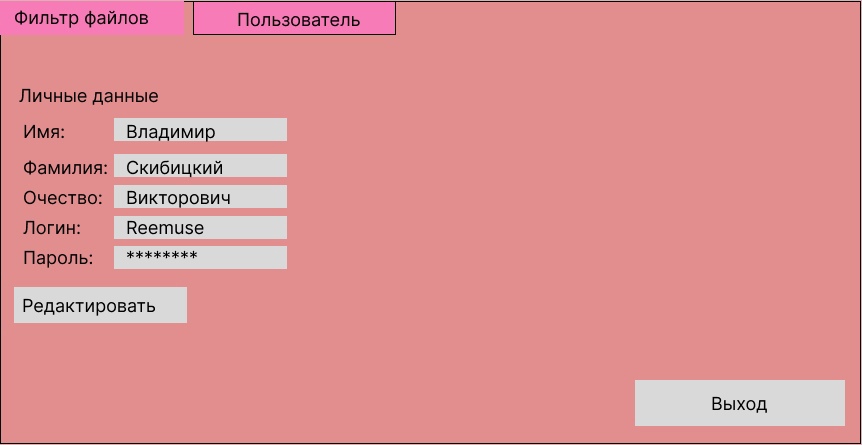 Фильтр файлов Пользователь
Личные данные
Имя: Владимир
Фамилия: Скибицкий
Очество: Викторович
Логин: Reemuse
Пароль: ********
Редактировать
Выход